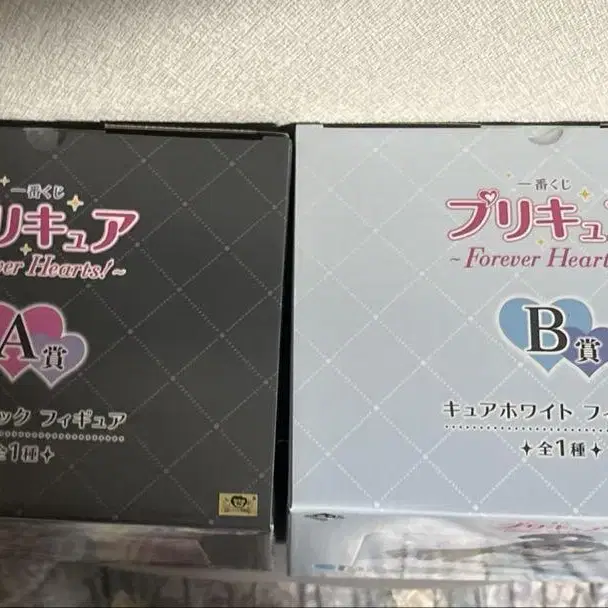 一番くじ
リキュア
ver Hearts!~
A賞
ック フィギュア
全1種
一番くじ
プリキュ
~Forever Heart
B賞
キュアホワイト フィ
全1種